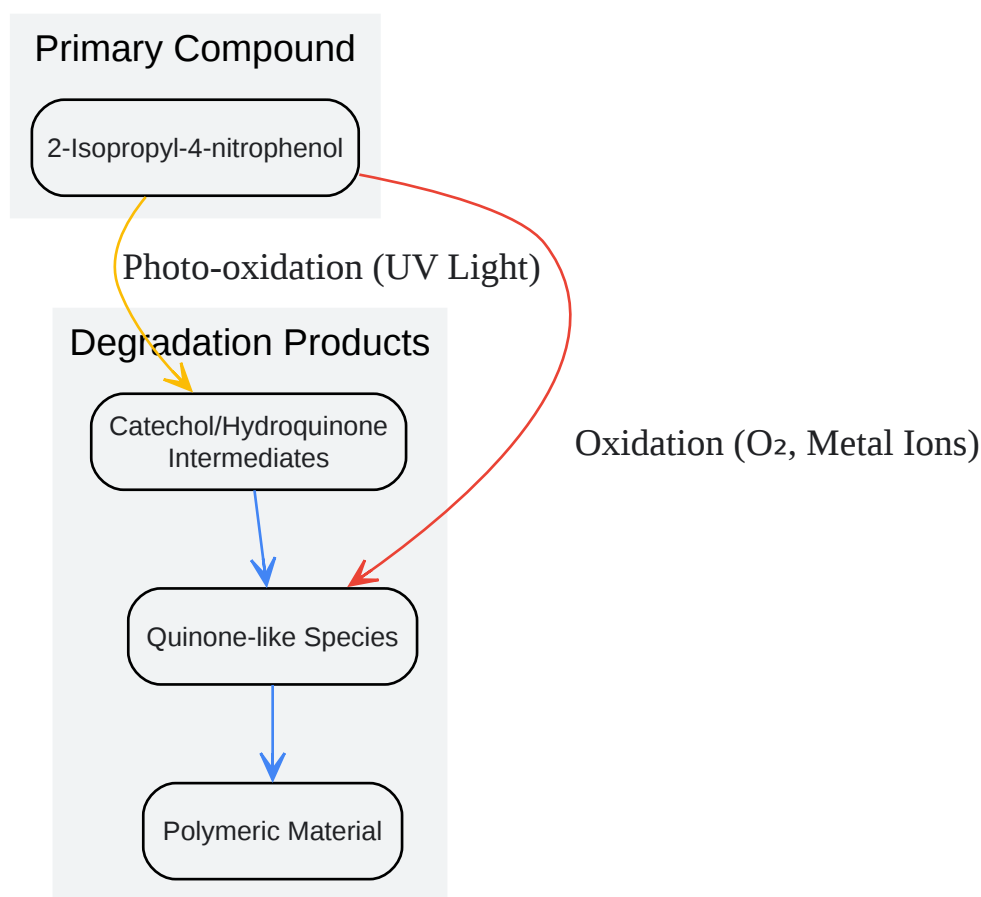 Primary Compound
2-Isopropyl-4-nitrophenol
Photo-oxidation (UV Light)
Degradation Products
Catechol/Hydroquinone
Intermediates
Oxidation (O₂, Metal Ions)
Quinone-like Species
Polymeric Material